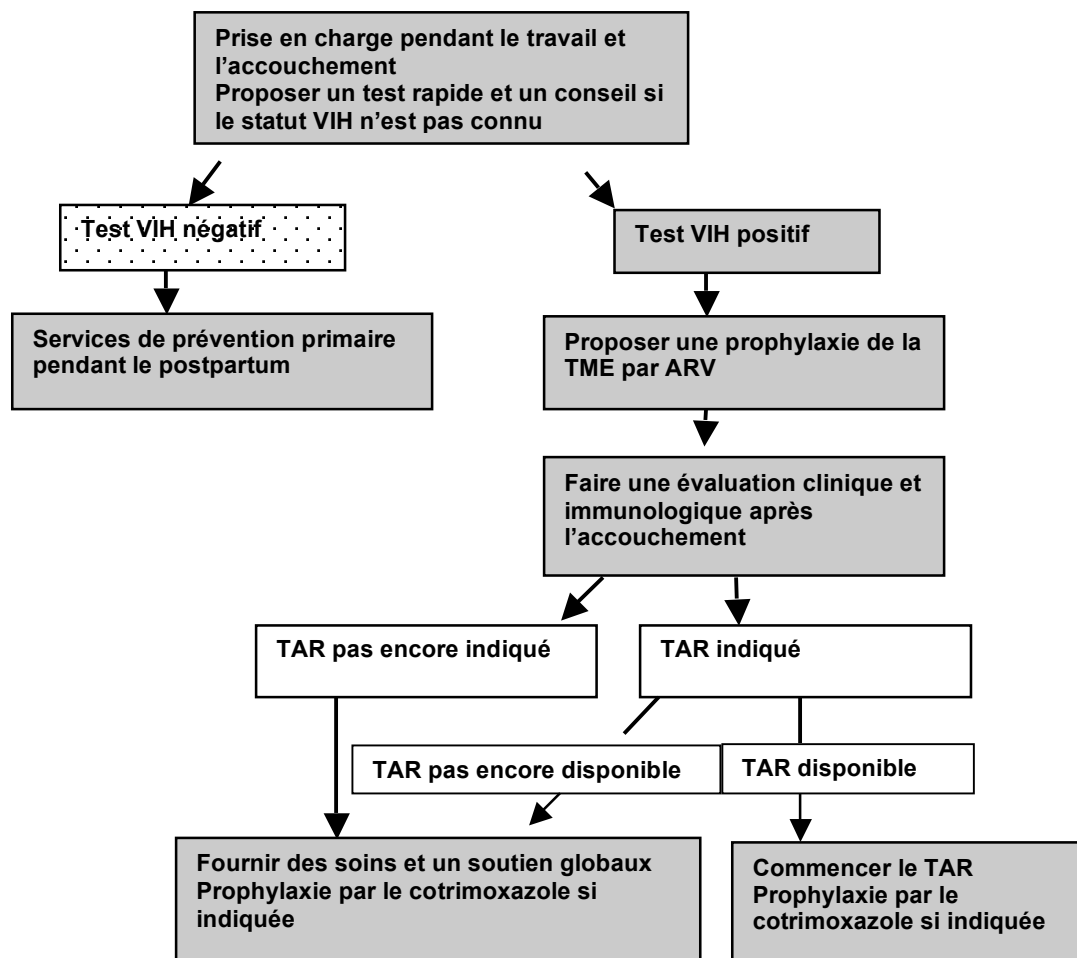 Prise en charge pendant le travail et
l'accouchement
Proposer un test rapide et un conseil si
le statut VIH n'est pas connu
Test VIH négatif
Test VIH positif
Services de prévention primaire
pendant le postpartum
Proposer une prophylaxie de la
TME par ARV
Faire une évaluation clinique et
immunologique après
l'accouchement
TAR pas encore indiqué
TAR indiqué
TAR pas encore disponible
TAR disponible
Fournir des soins et un soutien globaux
Prophylaxie par le cotrimoxazole si
indiquée
Commencer le TAR
Prophylaxie par le
cotrimoxazole si indiquée